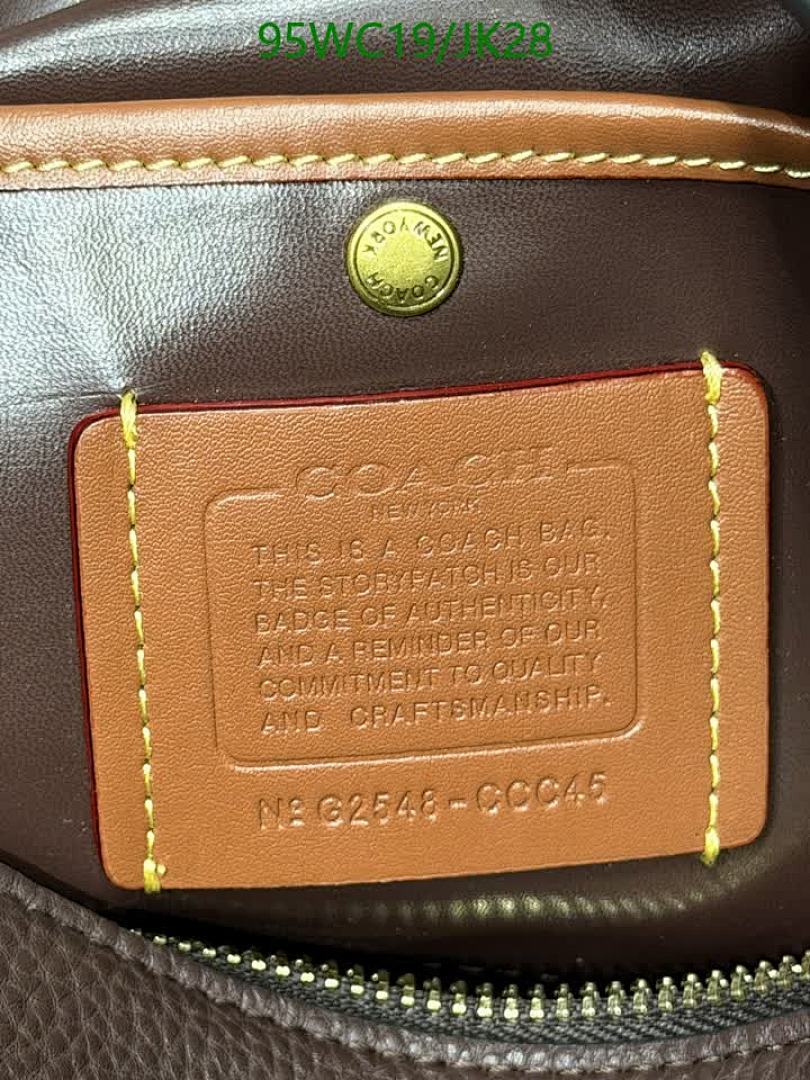 95WC19/JK28
COACH
NEW YORK
COACH
NEW YORK
THIS IS A COACH BAG.
THE STORYPATCH IS OUR
BADGE OF AUTHENTICITY,
AND A REMINDER OF OUR
COMMITMENT TO QUALITY
AND CRAFTSMANSHIP.
Nº G2548-CCC45